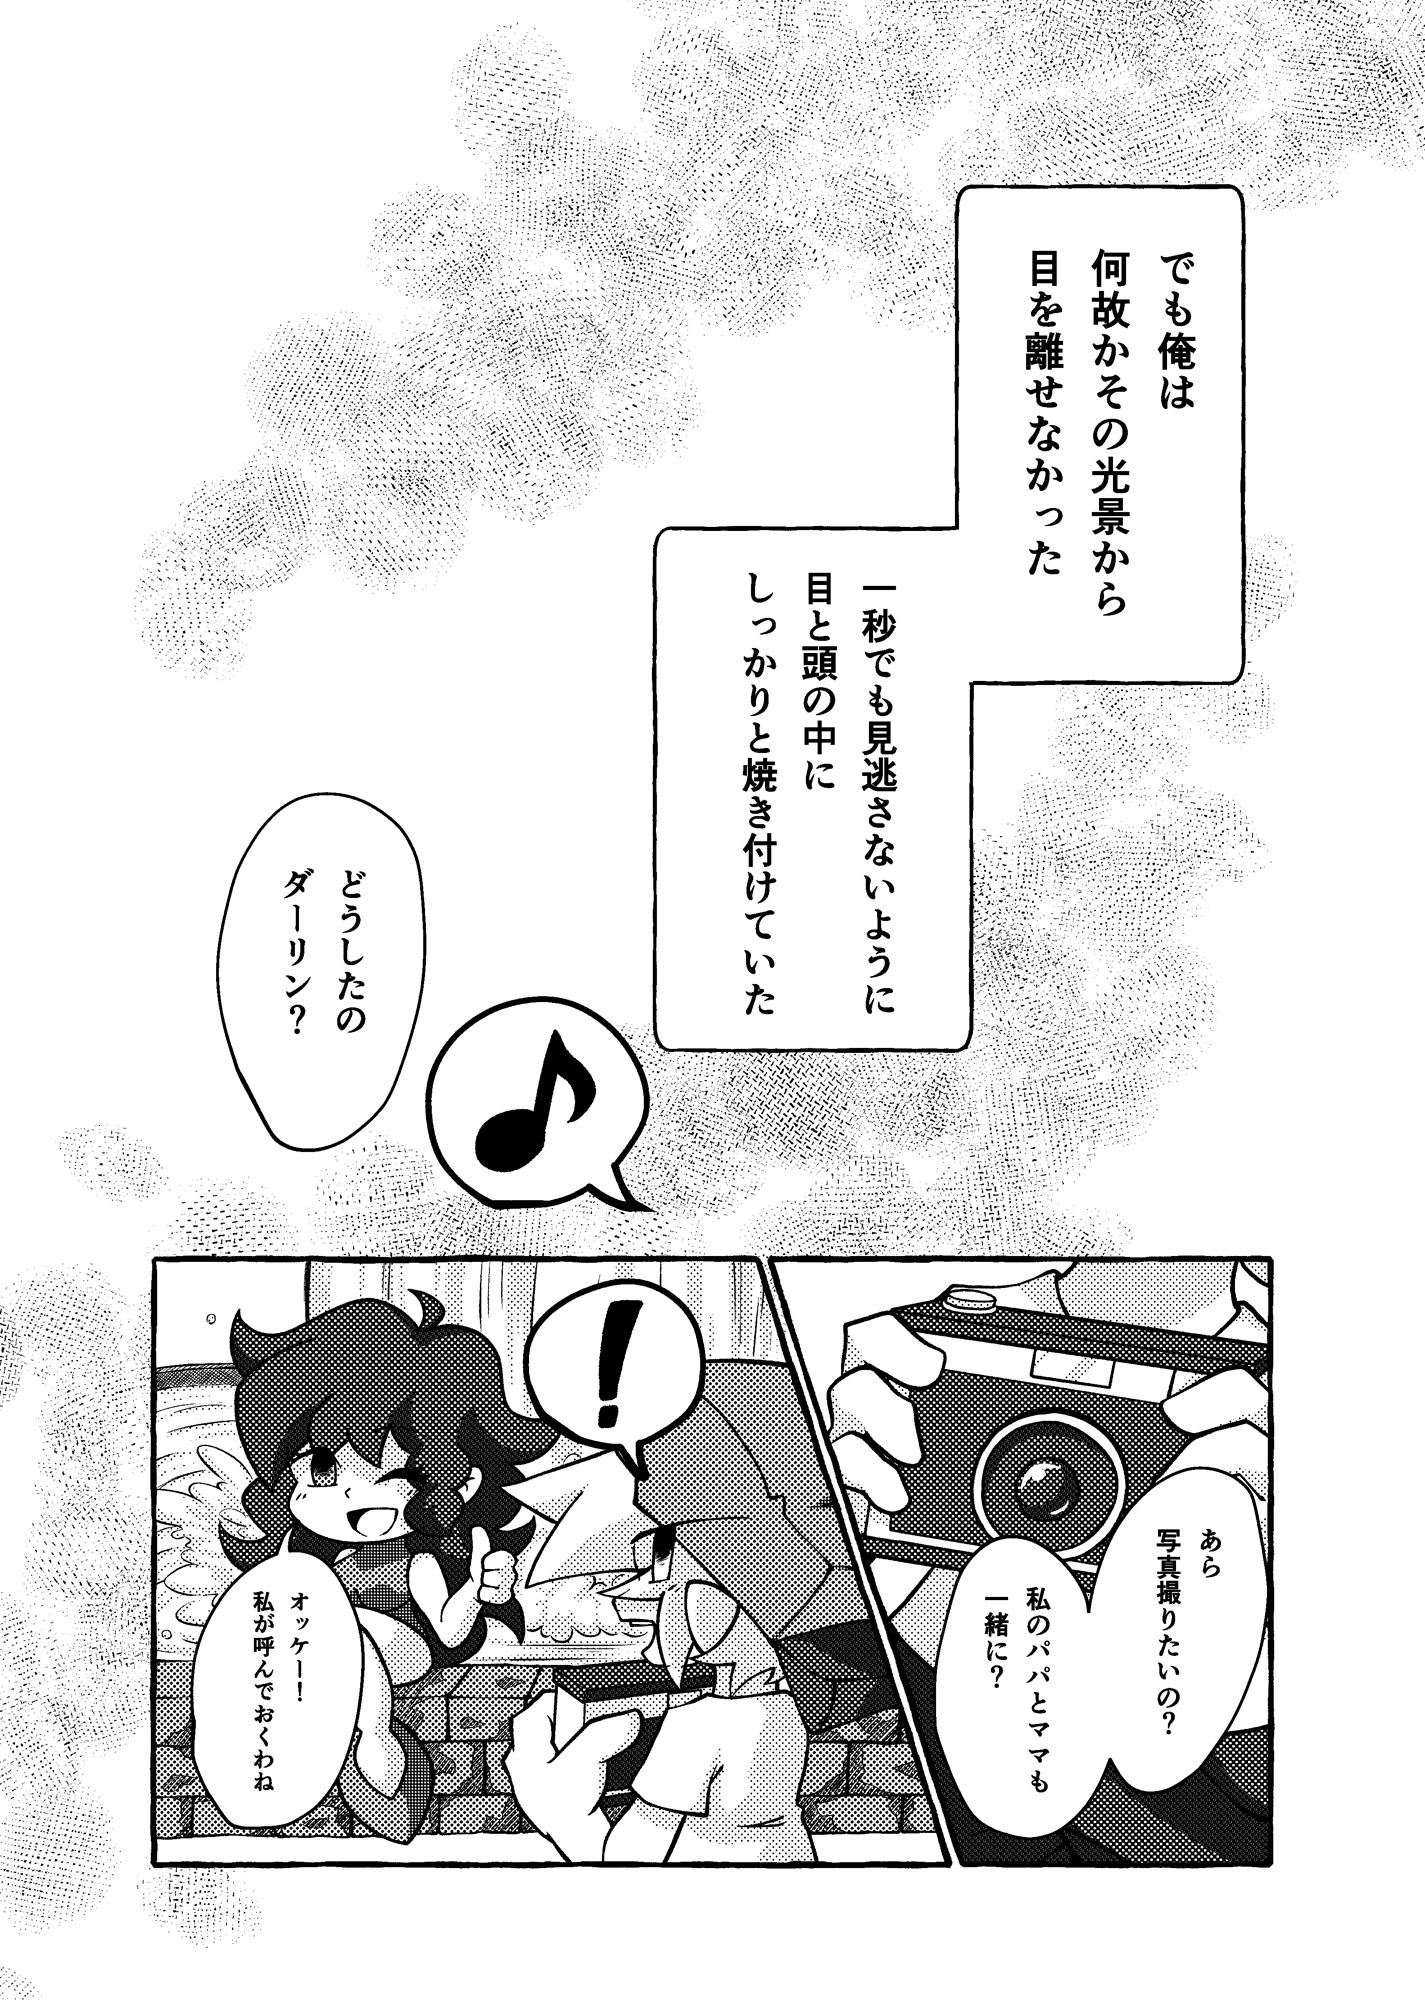 でも俺は
何故かその光景から
目を離せなかった
一秒でも見逃さないように
目と頭の中に
しっかりと焼き付けていた
どうしたの
ダーリン？
♪
あら
写真撮りたいの？
私のパパとママも
一緒に？
！
オッケー！
私が呼んでおくわね